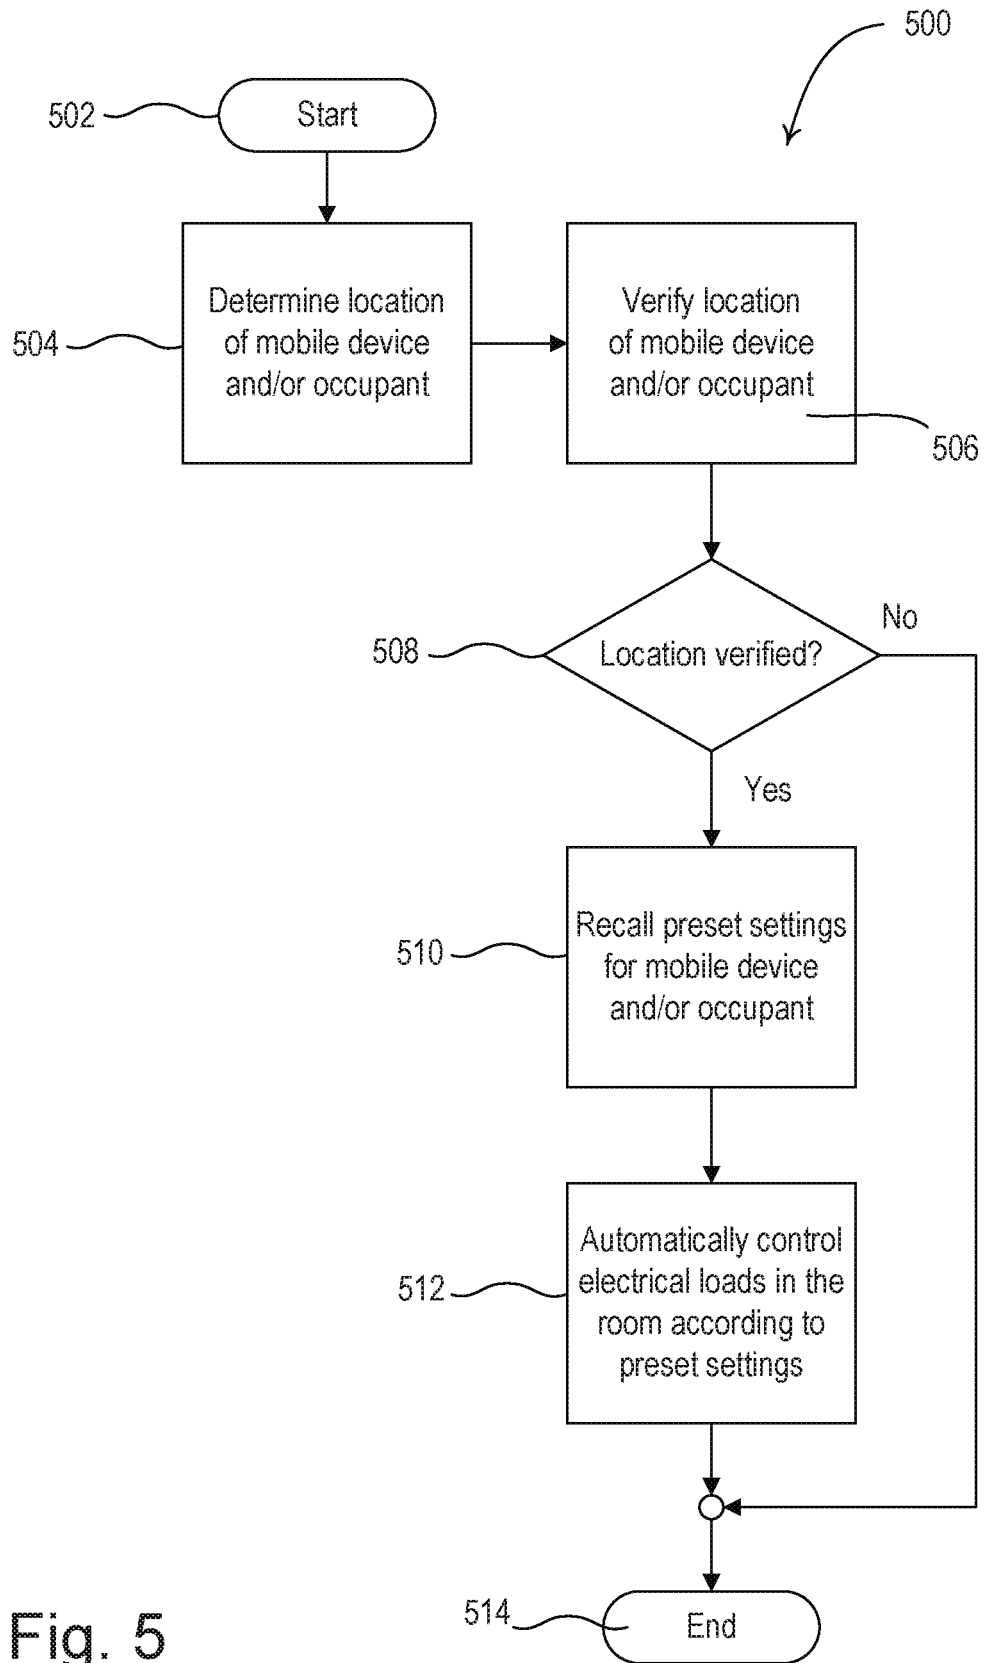 500
502
Start
504
Determine location
of mobile device
and/or occupant
Verify location
of mobile device
and/or occupant
506
508
Location verified?
No
Yes
510
Recall preset settings
for mobile device
and/or occupant
512
Automatically control
electrical loads in the
room according to
preset settings
514
End
Fig. 5